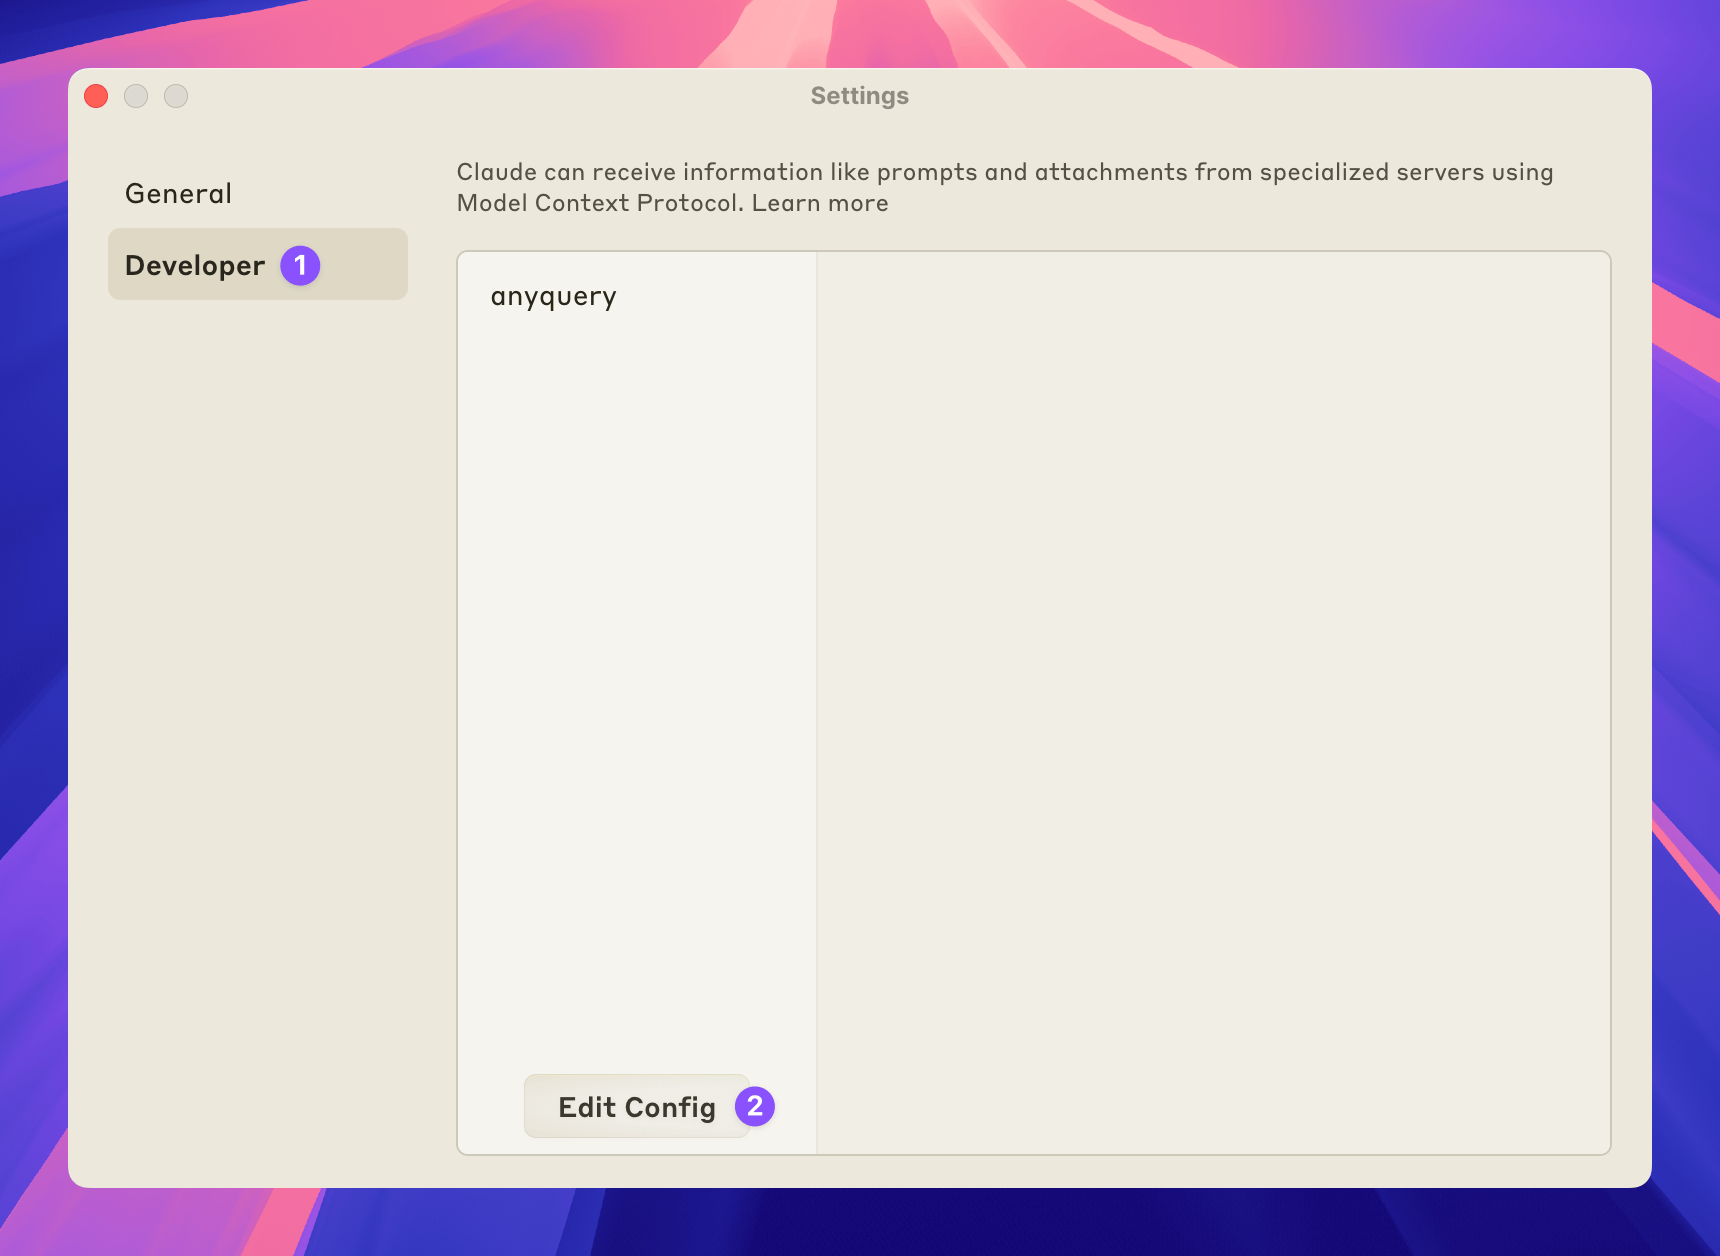 Settings
General
Developer 1
Claude can receive information like prompts and attachments from specialized servers using
Model Context Protocol. Learn more
anyquery
Edit Config 2